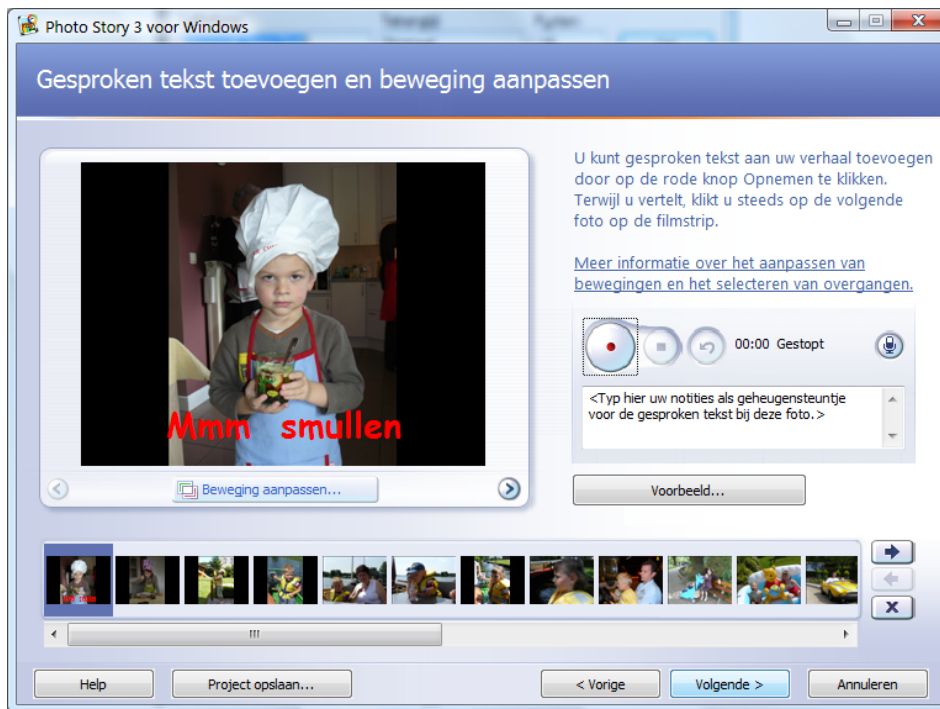 Photo Story 3 voor Windows
Gesproken tekst toevoegen en beweging aanpassen
U kunt gesproken tekst aan uw verhaal toevoegen
door op de rode knop Opnemen te klikken.
Terwijl u vertelt, klikt u steeds op de volgende
foto op de filmstrip.
Meer informatie over het aanpassen van
bewegingen en het selecteren van overgangen.
00:00 Gestopt
<Typ hier uw notities als geheugensteuntje
voor de gesproken tekst bij deze foto.>
Mmm smullen
Beweging aanpassen...
Voorbeeld...
Help
Project opslaan...
< Vorige
Volgende >
Annuleren